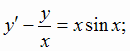 y′ − y/x = x sin x;